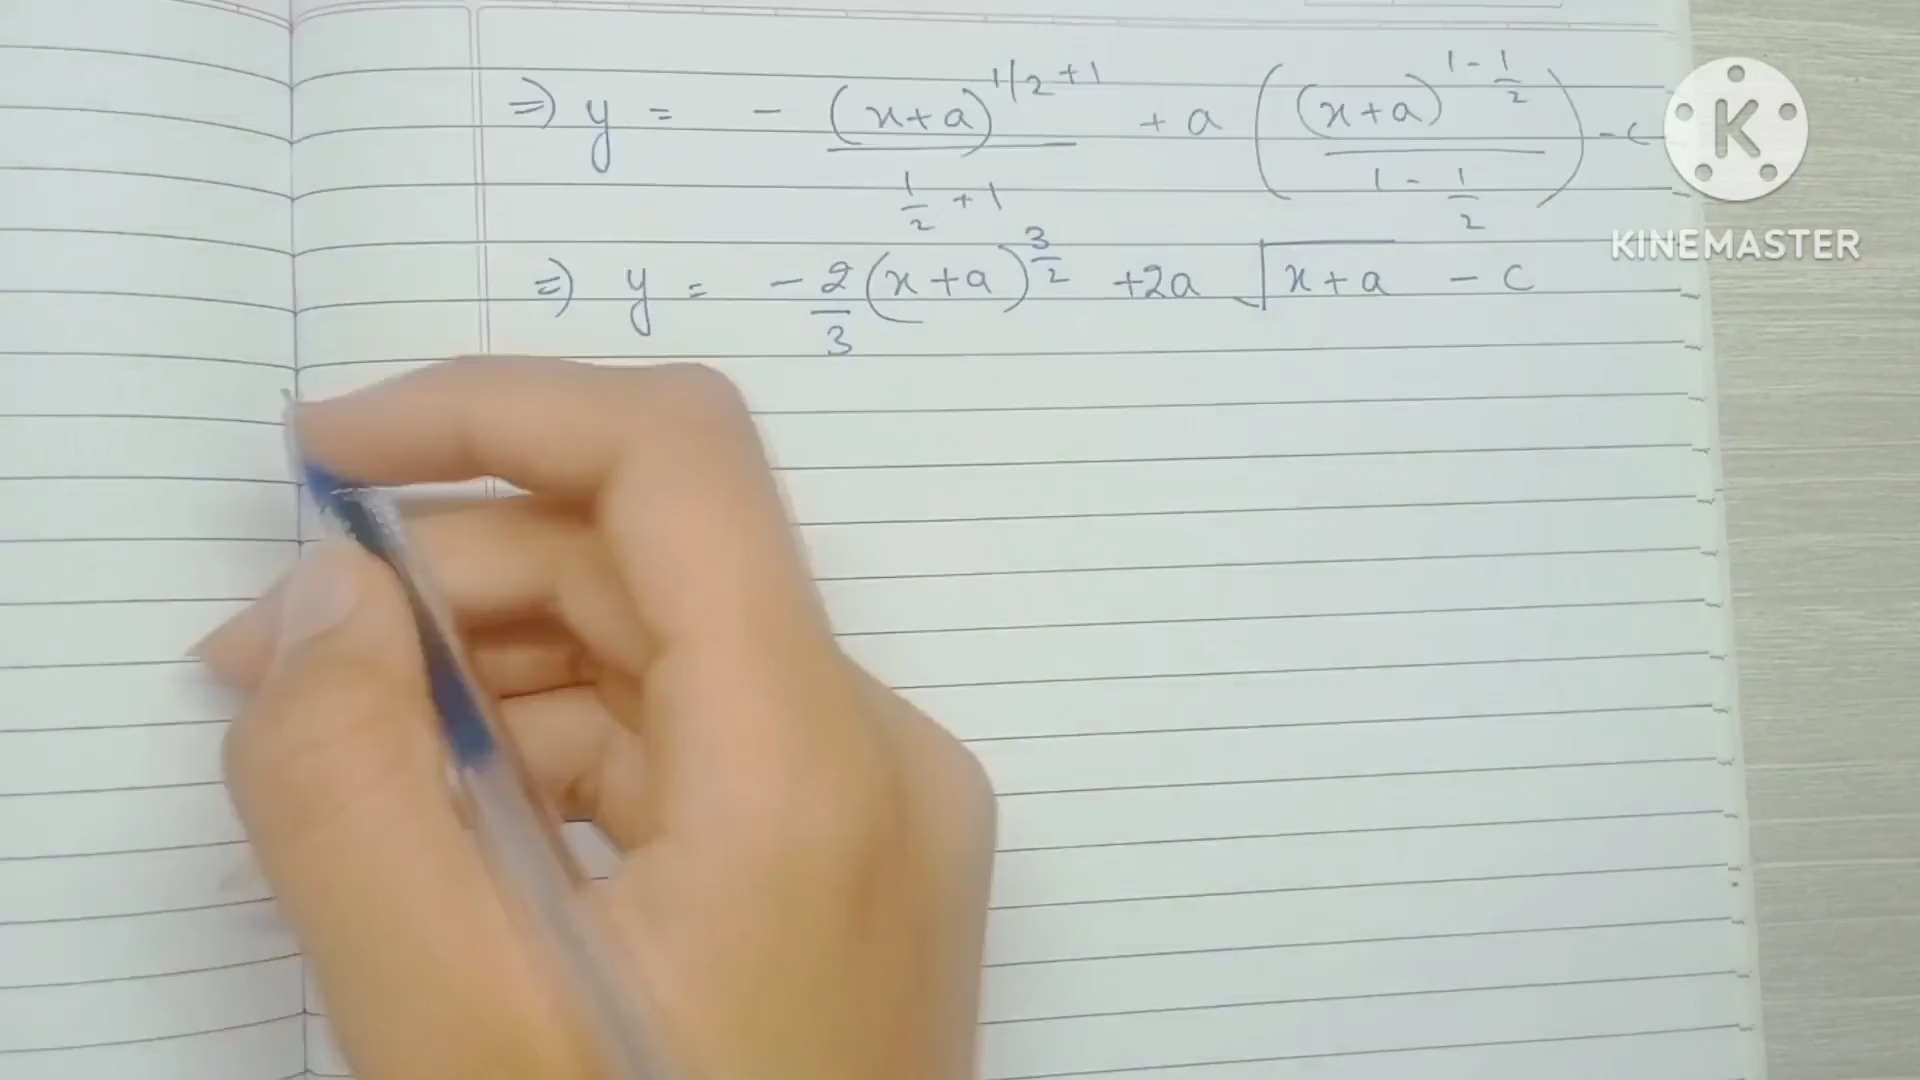 ⇒ y = - (x+a)^{1/2+1} / (1/2 + 1) + a ( (x+a)^{1 - 1/2} / (1 - 1/2) ) - c
K
KINEMASTER
⇒ y = - 2/3 (x+a)^{3/2} + 2a √(x+a) - c